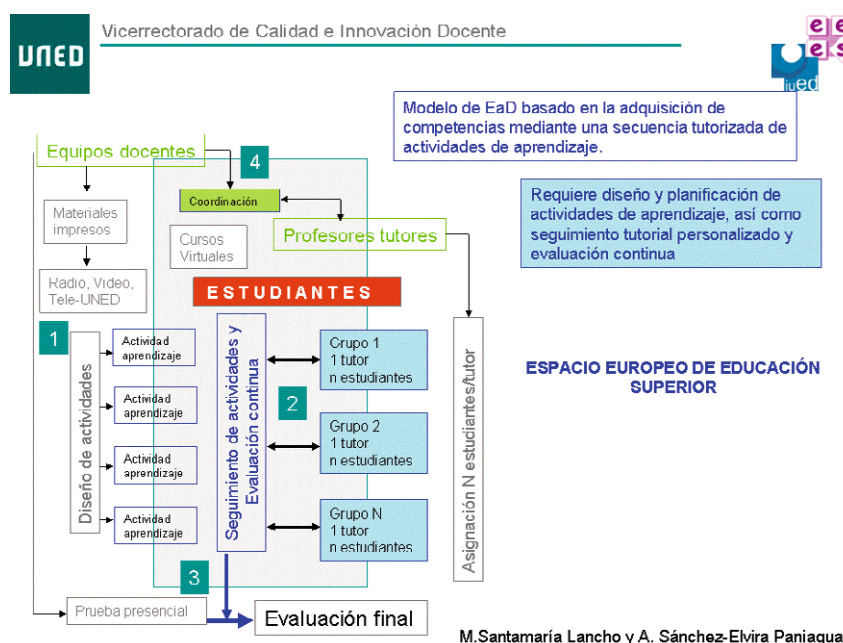 UNED
Vicerrectorado de Calidad e Innovación Docente
e e
e s
iued
Modelo de EaD basado en la adquisición de
competencias mediante una secuencia tutorizada de
actividades de aprendizaje.
Requiere diseño y planificación de
actividades de aprendizaje, así como
seguimiento tutorial personalizado y
evaluación continua
ESPACIO EUROPEO DE EDUCACIÓN
SUPERIOR
Equipos docentes
4
Coordinación
Materiales
impresos
Cursos
Virtuales
Profesores tutores
Radio, Video,
Tele-UNED
ESTUDIANTES
1
Diseño de actividades
Actividad
aprendizaje
Actividad
aprendizaje
Actividad
aprendizaje
Actividad
aprendizaje
Seguimiento de actividades y
Evaluación continua
2
Grupo 1
1 tutor
n estudiantes
Grupo 2
1 tutor
n estudiantes
Grupo N
1 tutor
n estudiantes
Asignación N estudiantes/tutor
3
Prueba presencial
Evaluación final
M.Santamaría Lancho y A. Sánchez-Elvira Paniagua